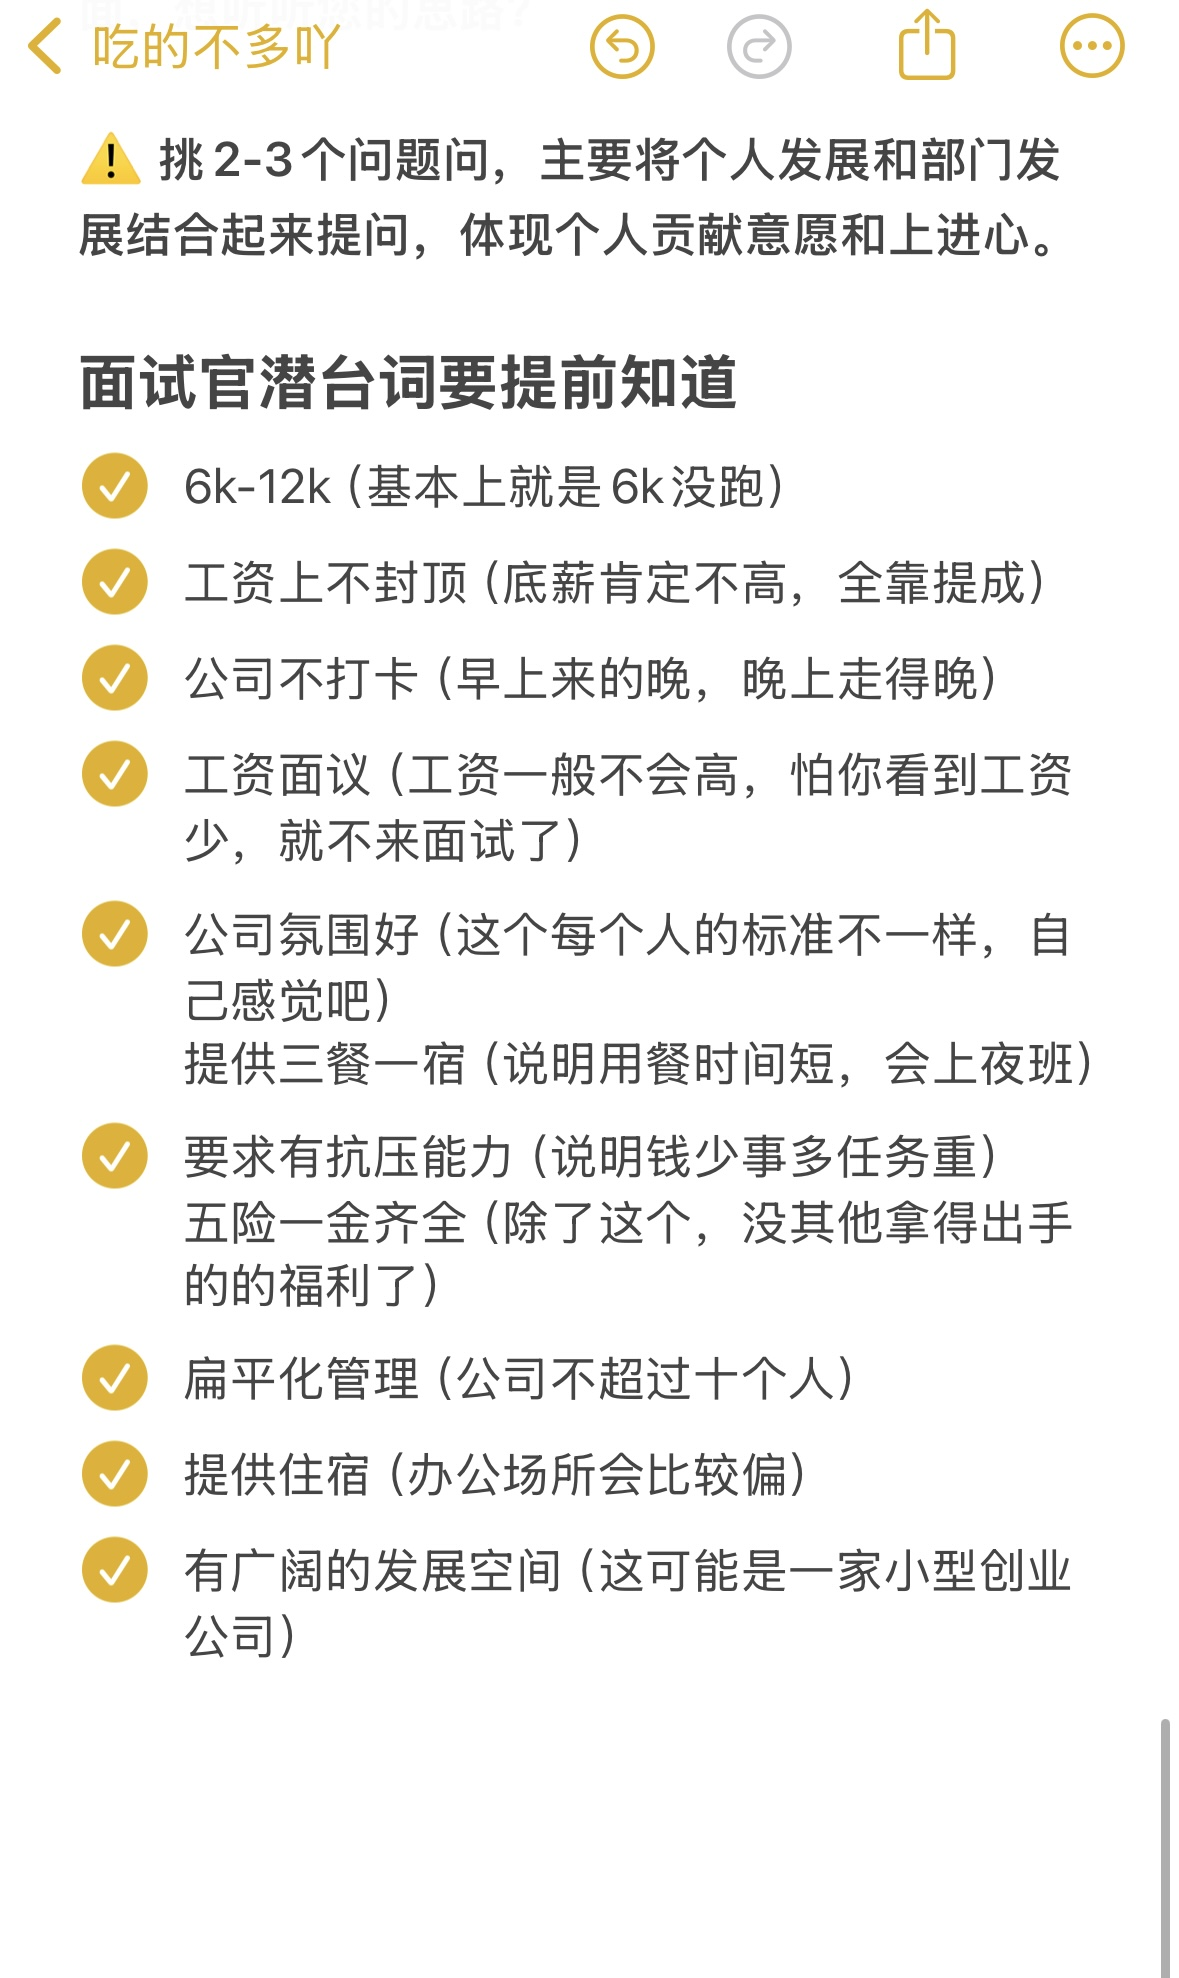 吃的不多吖
⚠️ 挑2-3个问题问，主要将个人发展和部门发
展结合起来提问，体现个人贡献意愿和上进心。
面试官潜台词要提前知道
6k-12k（基本上就是6k没跑）
工资上不封顶（底薪肯定不高，全靠提成）
公司不打卡（早上来的晚，晚上走得晚）
工资面议（工资一般不会高，怕你看到工资
少，就不来面试了）
公司氛围好（这个每个人的标准不一样，自
己感觉吧）
提供三餐一宿（说明用餐时间短，会上夜班）
要求有抗压能力（说明钱少事多任务重）
五险一金齐全（除了这个，没其他拿得出手
的的福利了）
扁平化管理（公司不超过十个人）
提供住宿（办公场所会比较偏）
有广阔的发展空间（这可能是一家小型创业
公司）